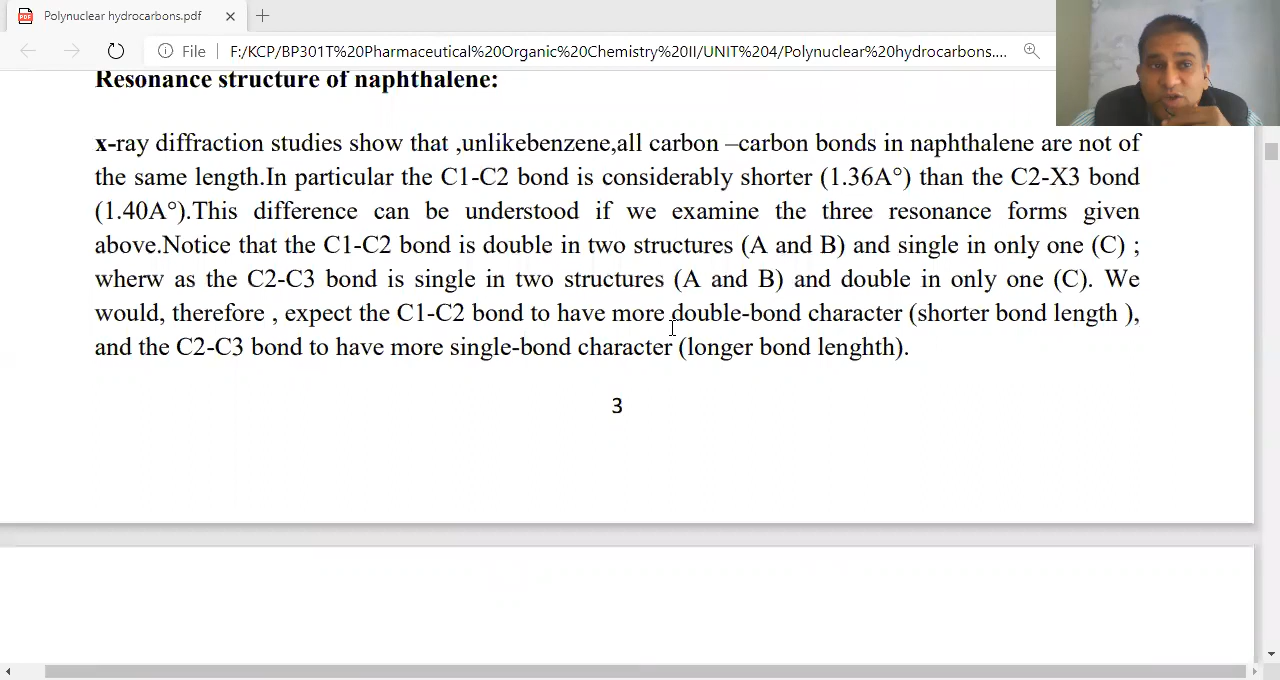 Polynuclear hydrocarbons.pdf
File
F:/KCP/BP301T%20Pharmaceutical%20Organic%20Chemistry%20II/UNIT%204/Polynuclear%20hydrocarbons....
Resonance structure of naphthalene:
x-ray diffraction studies show that ,unlikebenzene,all carbon –carbon bonds in naphthalene are not of
the same length.In particular the C1-C2 bond is considerably shorter (1.36A°) than the C2-X3 bond
(1.40A°).This difference can be understood if we examine the three resonance forms given
above.Notice that the C1-C2 bond is double in two structures (A and B) and single in only one (C) ;
wherw as the C2-C3 bond is single in two structures (A and B) and double in only one (C). We
would, therefore , expect the C1-C2 bond to have more double-bond character (shorter bond length ),
and the C2-C3 bond to have more single-bond character (longer bond lenghth).
3